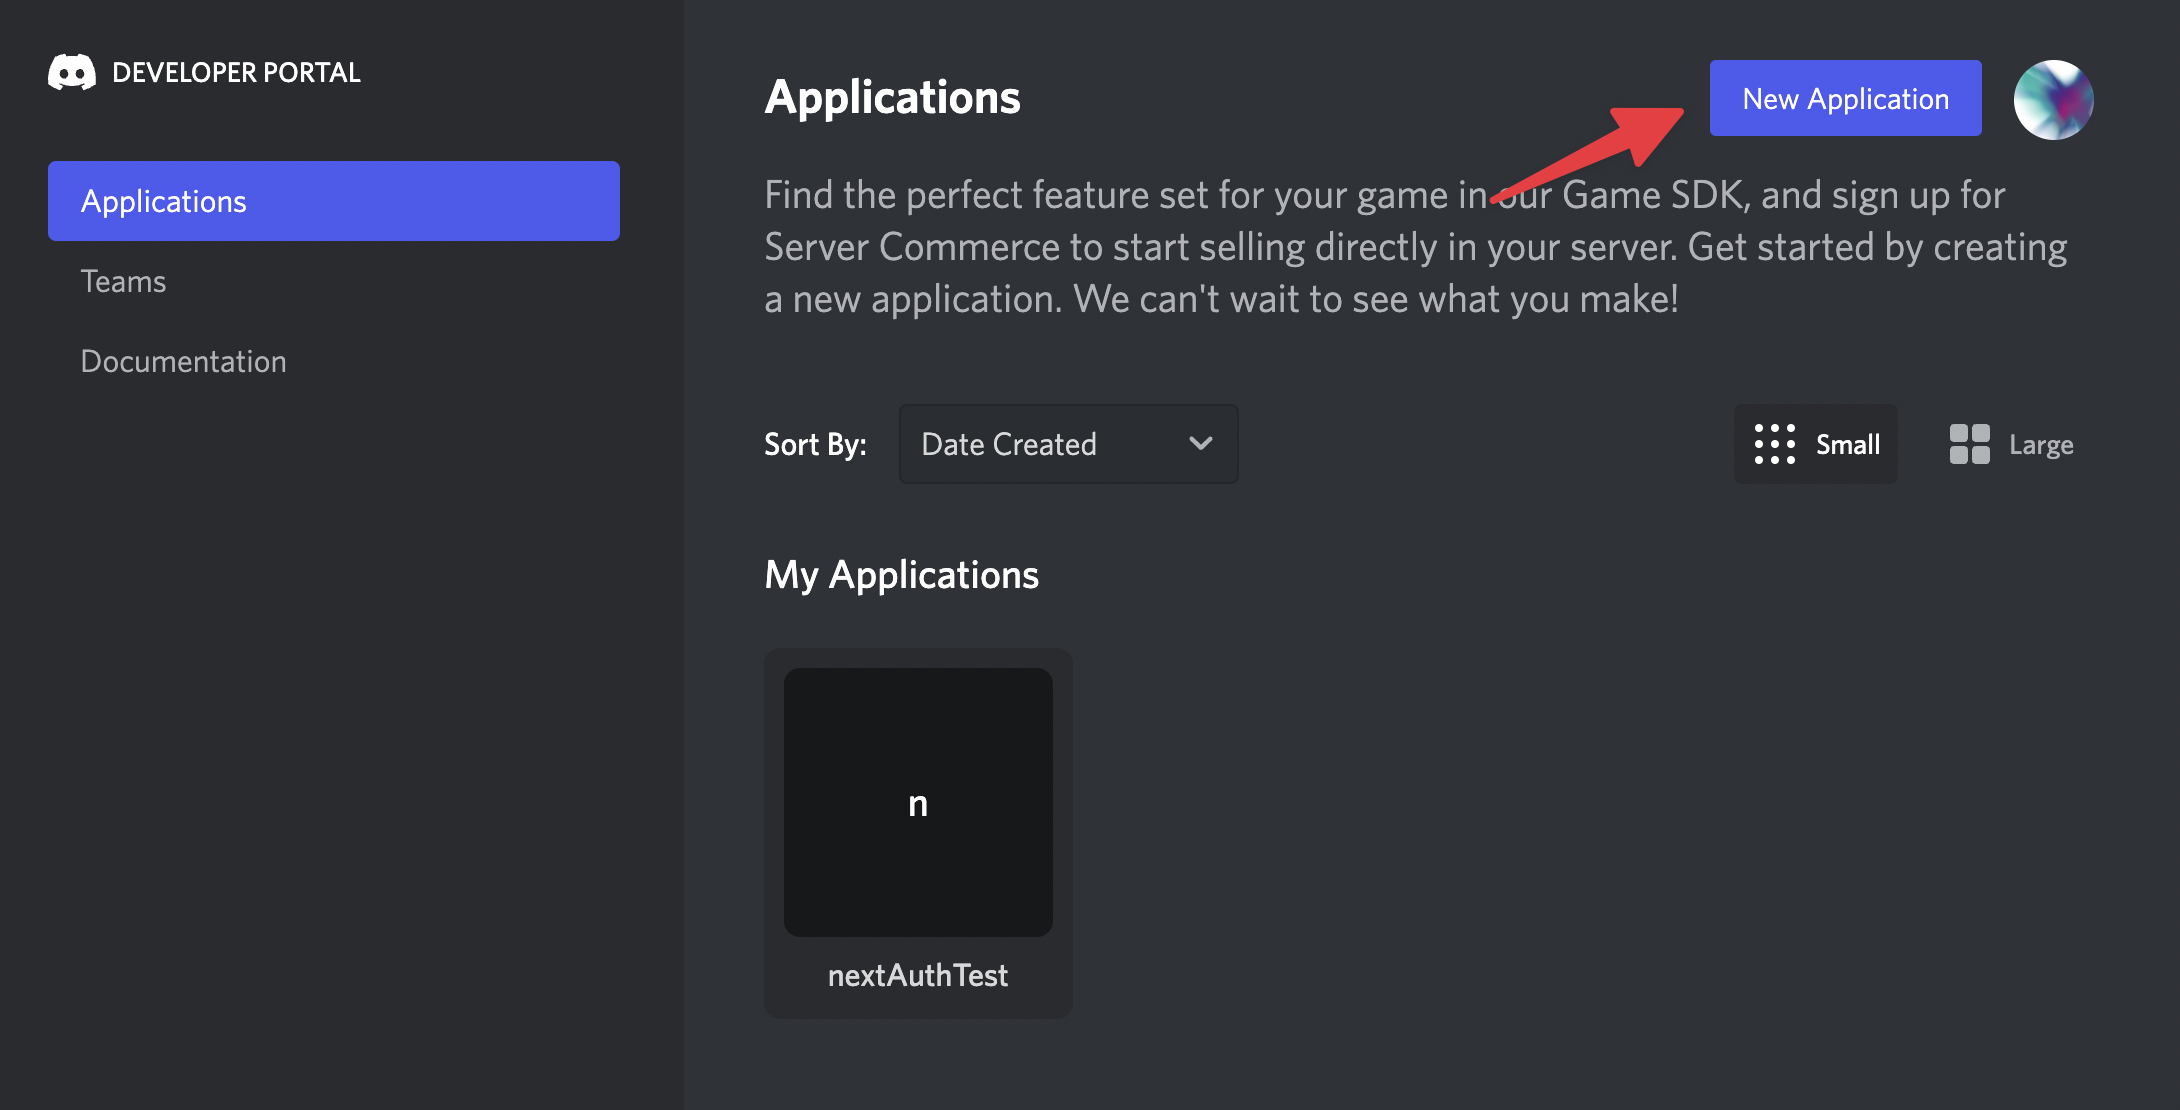 DEVELOPER PORTAL
Applications
Teams
Documentation
Applications
New Application
Find the perfect feature set for your game in our Game SDK, and sign up for
Server Commerce to start selling directly in your server. Get started by creating
a new application. We can't wait to see what you make!
Sort By:
Date Created
Small
Large
My Applications
n
nextAuthTest